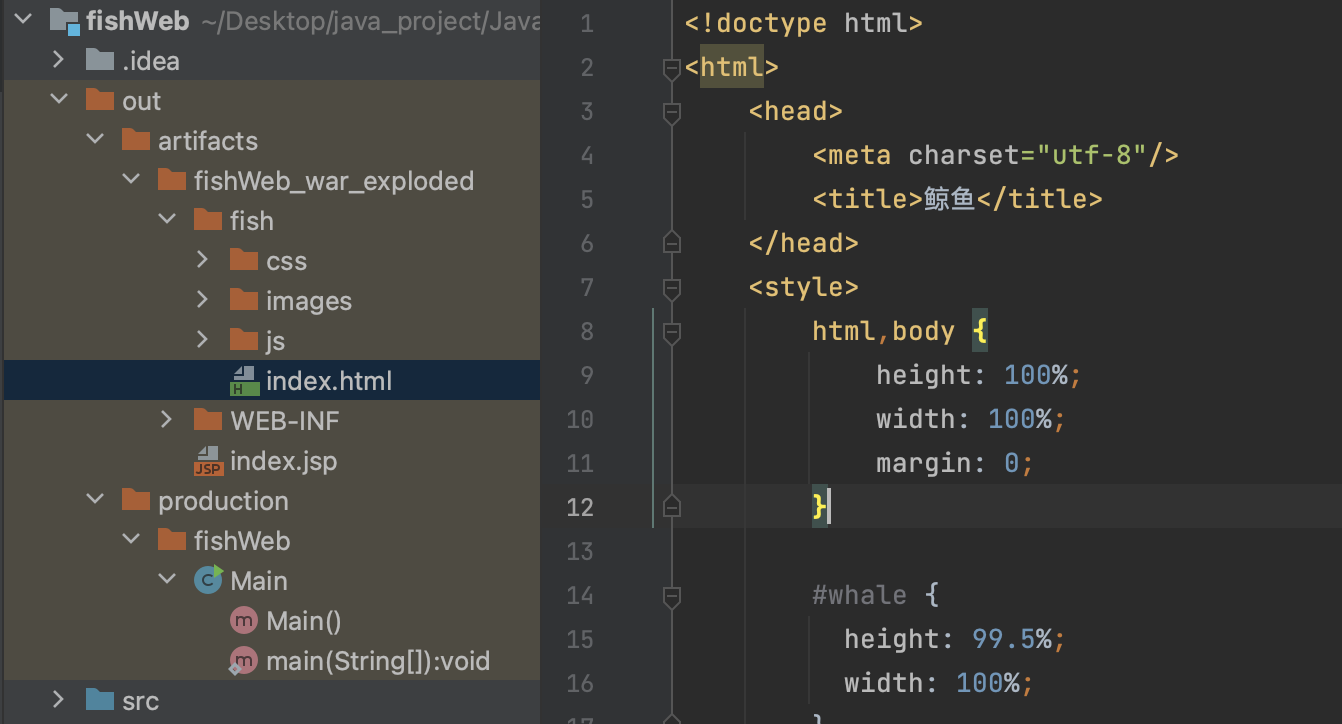 fishWeb ~/Desktop/java_project/Java
.idea
out
artifacts
fishWeb_war_exploded
fish
css
images
js
H index.html
WEB-INF
JSP index.jsp
production
fishWeb
C Main
m Main()
m main(String[]):void
src
1 <!doctype html>
2 <html>
3 <head>
4 <meta charset="utf-8"/>
5 <title>鲸鱼</title>
6 </head>
7 <style>
8 html,body {
9 height: 100%;
10 width: 100%;
11 margin: 0;
12 }
13
14 #whale {
15 height: 99.5%;
16 width: 100%;
17 }